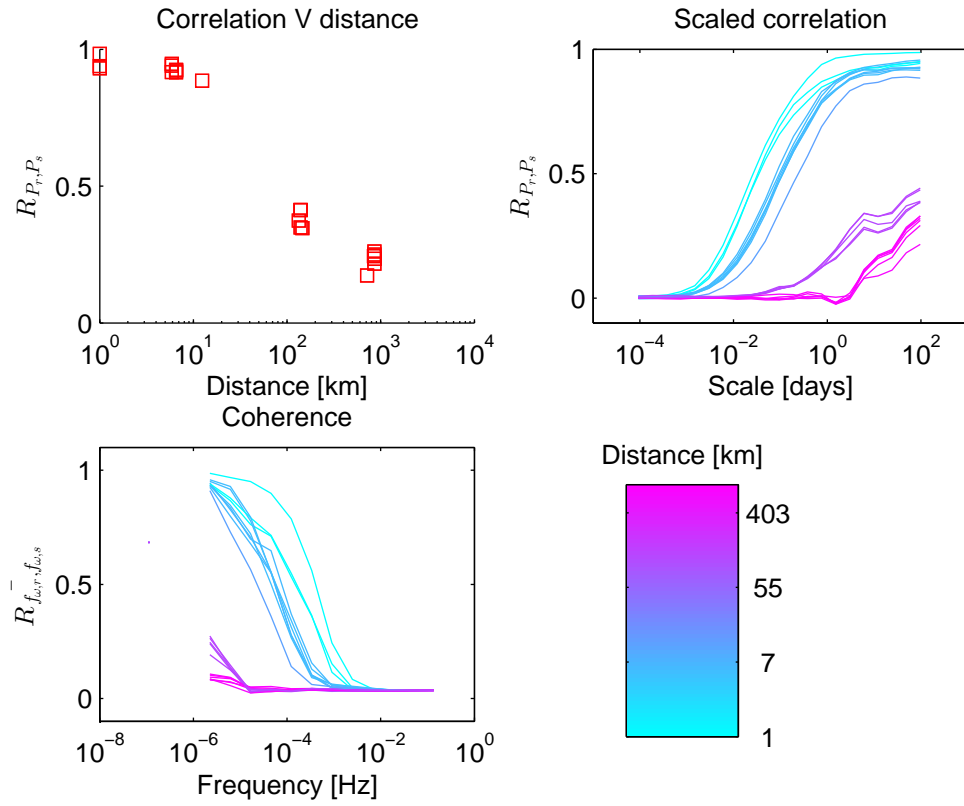 Correlation V distance
1
0.5
0
R_{P_r,P_s}
10^0 10^1 10^2 10^3 10^4
Distance [km]
Scaled correlation
1
0.5
0
R_{P_r,P_s}
10^−4 10^−2 10^0 10^2
Scale [days]
Coherence
1
0.5
0
R^−_{f_{ω,r},f_{ω,s}}
10^−8 10^−6 10^−4 10^−2 10^0
Frequency [Hz]
Distance [km]
403
55
7
1